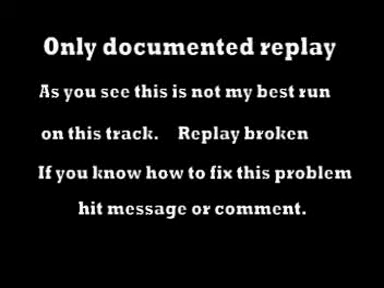 Only documented replay
As you see this is not my best run
on this track. Replay broken
If you know how to fix this problem
hit message or comment.